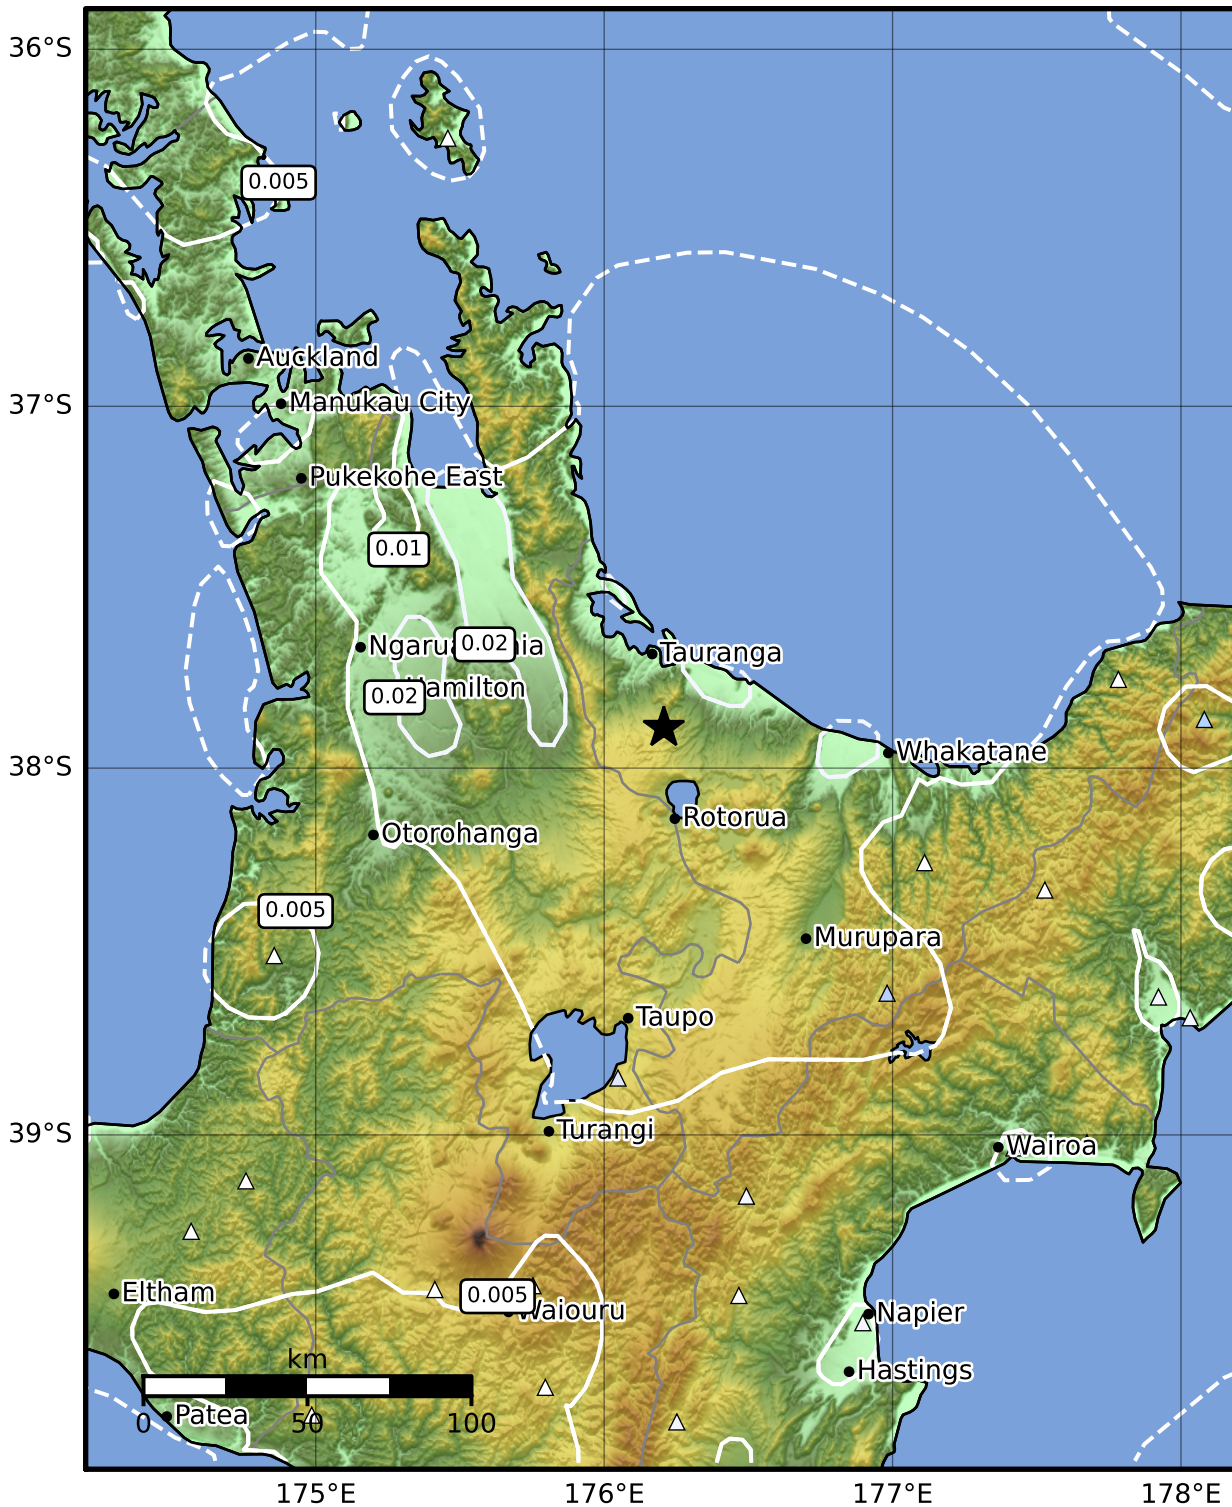 36°S
0.005
Auckland
37°S
Manukau City
Pukekohe East
0.01
0.02
Tauranga
0.02
Hamilton
Whakatane
38°S
Rotorua
Otorohanga
0.005
Murupara
Taupo
Turangi
39°S
Wairoa
Eltham
0.005
Waiouru
Napier
km
Hastings
Patea
0
50
100
175°E
176°E
177°E
178°E